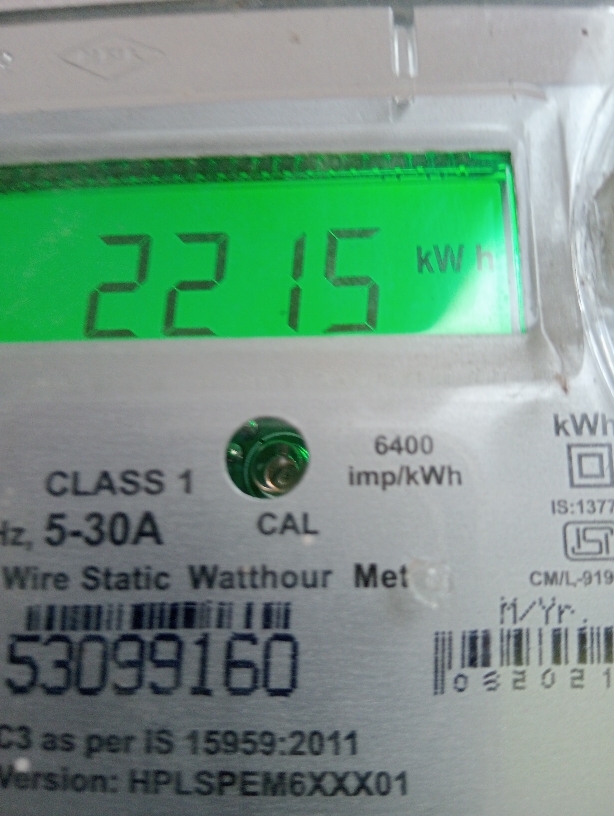 2215 kWh
6400
imp/kWh
kWh
CLASS 1
IS:1377
Hz, 5-30A
CAL
Wire Static Watthour Met
CM/L-919
M/Yr.
53099160
082021
C3 as per IS 15959:2011
Version: HPLSPEM6XXX01